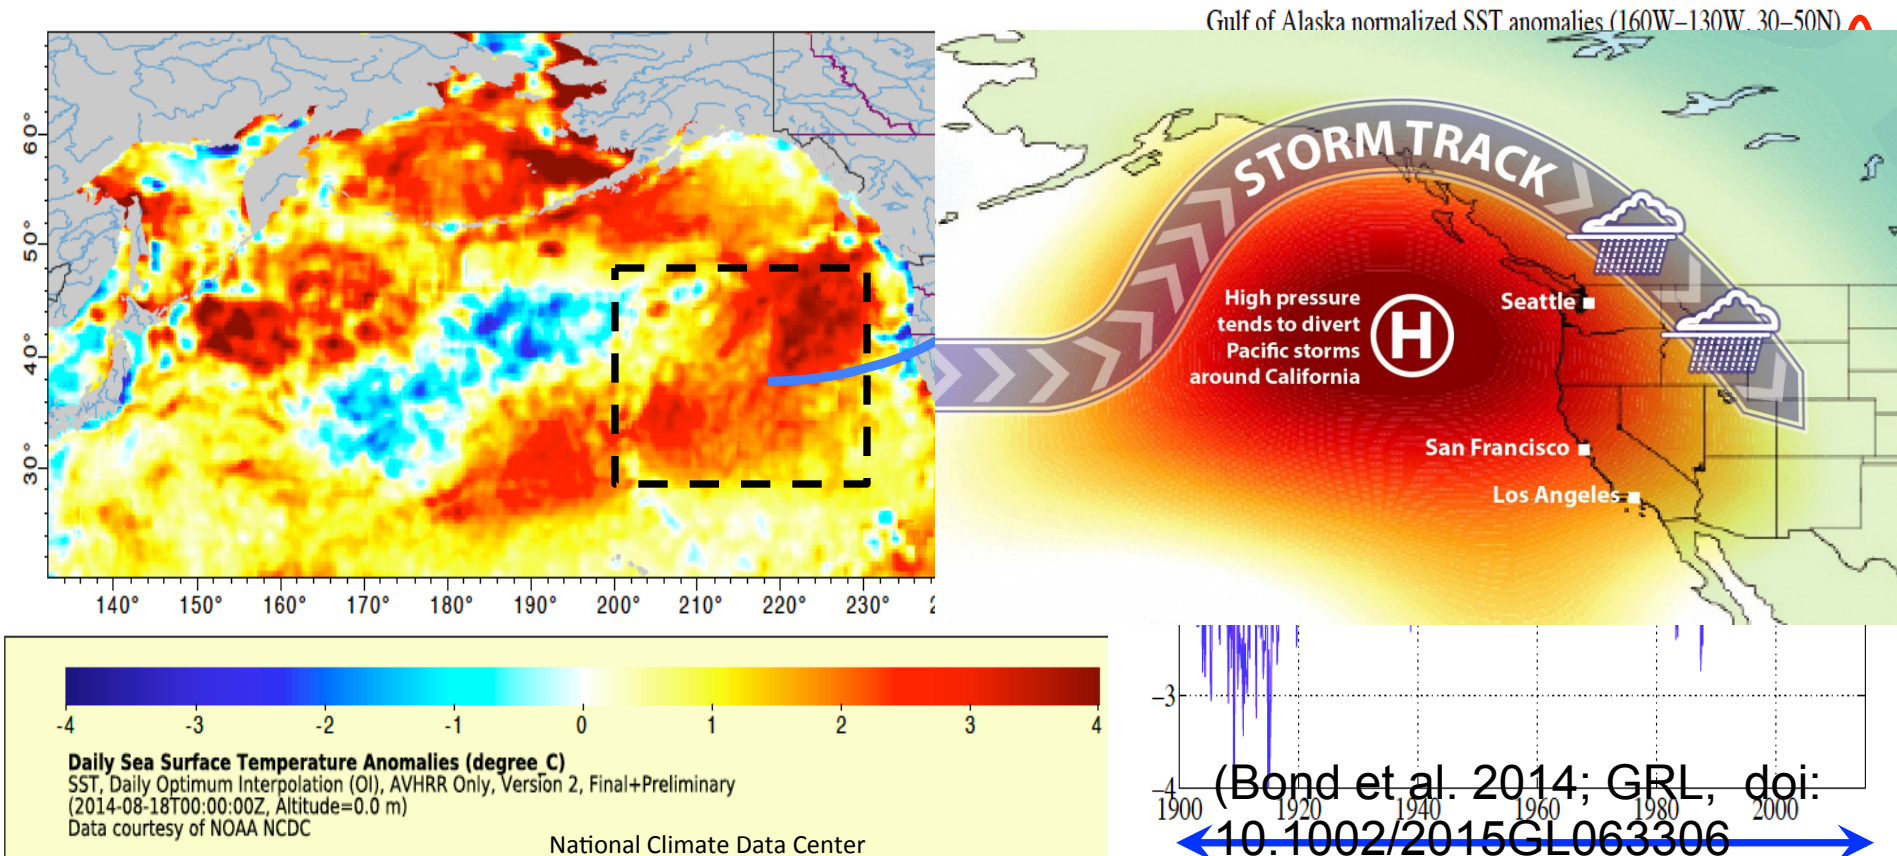 Gulf of Alaska normalized SST anomalies (160W–130W, 30–50N)
60°
50°
40°
30°
140° 150° 160° 170° 180° 190° 200° 210° 220° 230°
STORM TRACK
High pressure
tends to divert
Pacific storms
around California
H
Seattle
San Francisco
Los Angeles
-4 -3 -2 -1 0 1 2 3 4
Daily Sea Surface Temperature Anomalies (degree_C)
SST, Daily Optimum Interpolation (OI), AVHRR Only, Version 2, Final+Preliminary
(2014-08-18T00:00:00Z, Altitude=0.0 m)
Data courtesy of NOAA NCDC
National Climate Data Center
–3
–4
1900 1920 1940 1960 1980 2000
(Bond et al. 2014; GRL, doi:
10.1002/2015GL063306